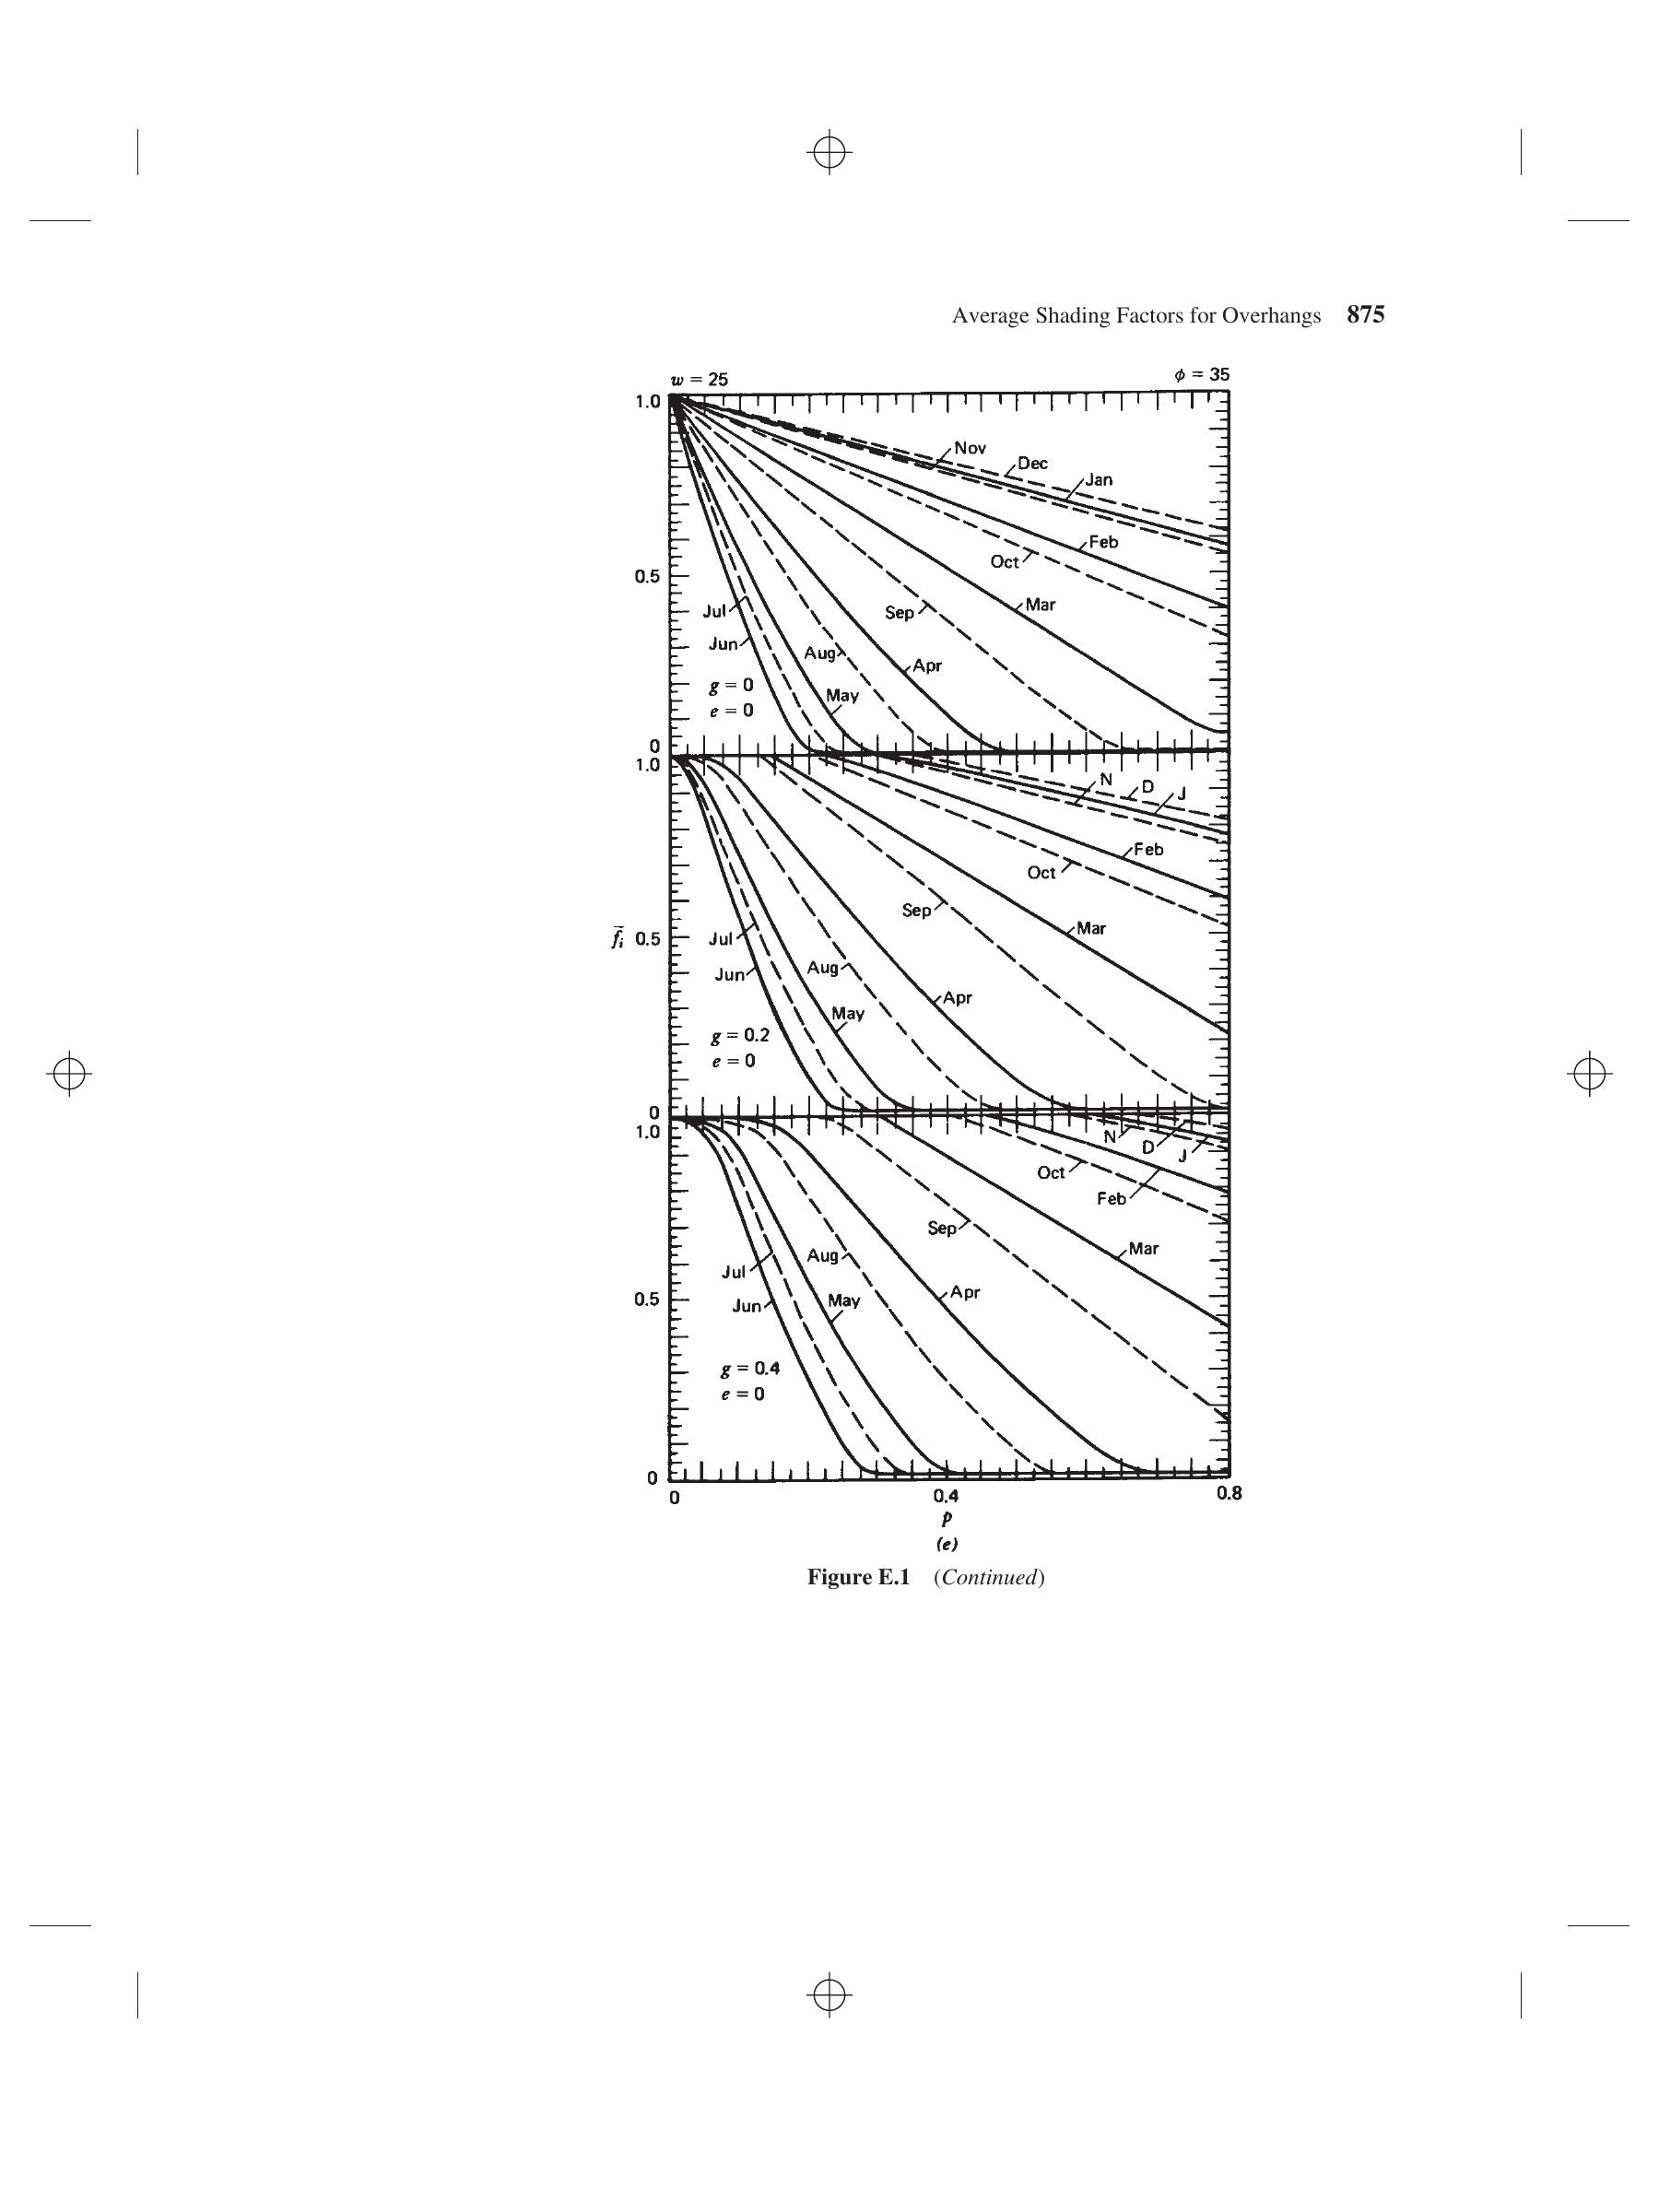 Average Shading Factors for Overhangs 875
w = 25
ϕ = 35
1.0
Nov
Dec
Jan
Feb
Oct
0.5
Mar
Sep
Jul
Jun
Aug
Apr
g = 0
May
e = 0
0
1.0
N
D
J
Feb
Oct
Sep
Mar
f̄i 0.5
Jul
Jun
Aug
Apr
May
g = 0.2
e = 0
0
1.0
N
D
J
Oct
Feb
Sep
Mar
Aug
Jul
Apr
0.5
Jun
May
g = 0.4
e = 0
0
0
0.4
0.8
p
(e)
Figure E.1 (Continued)